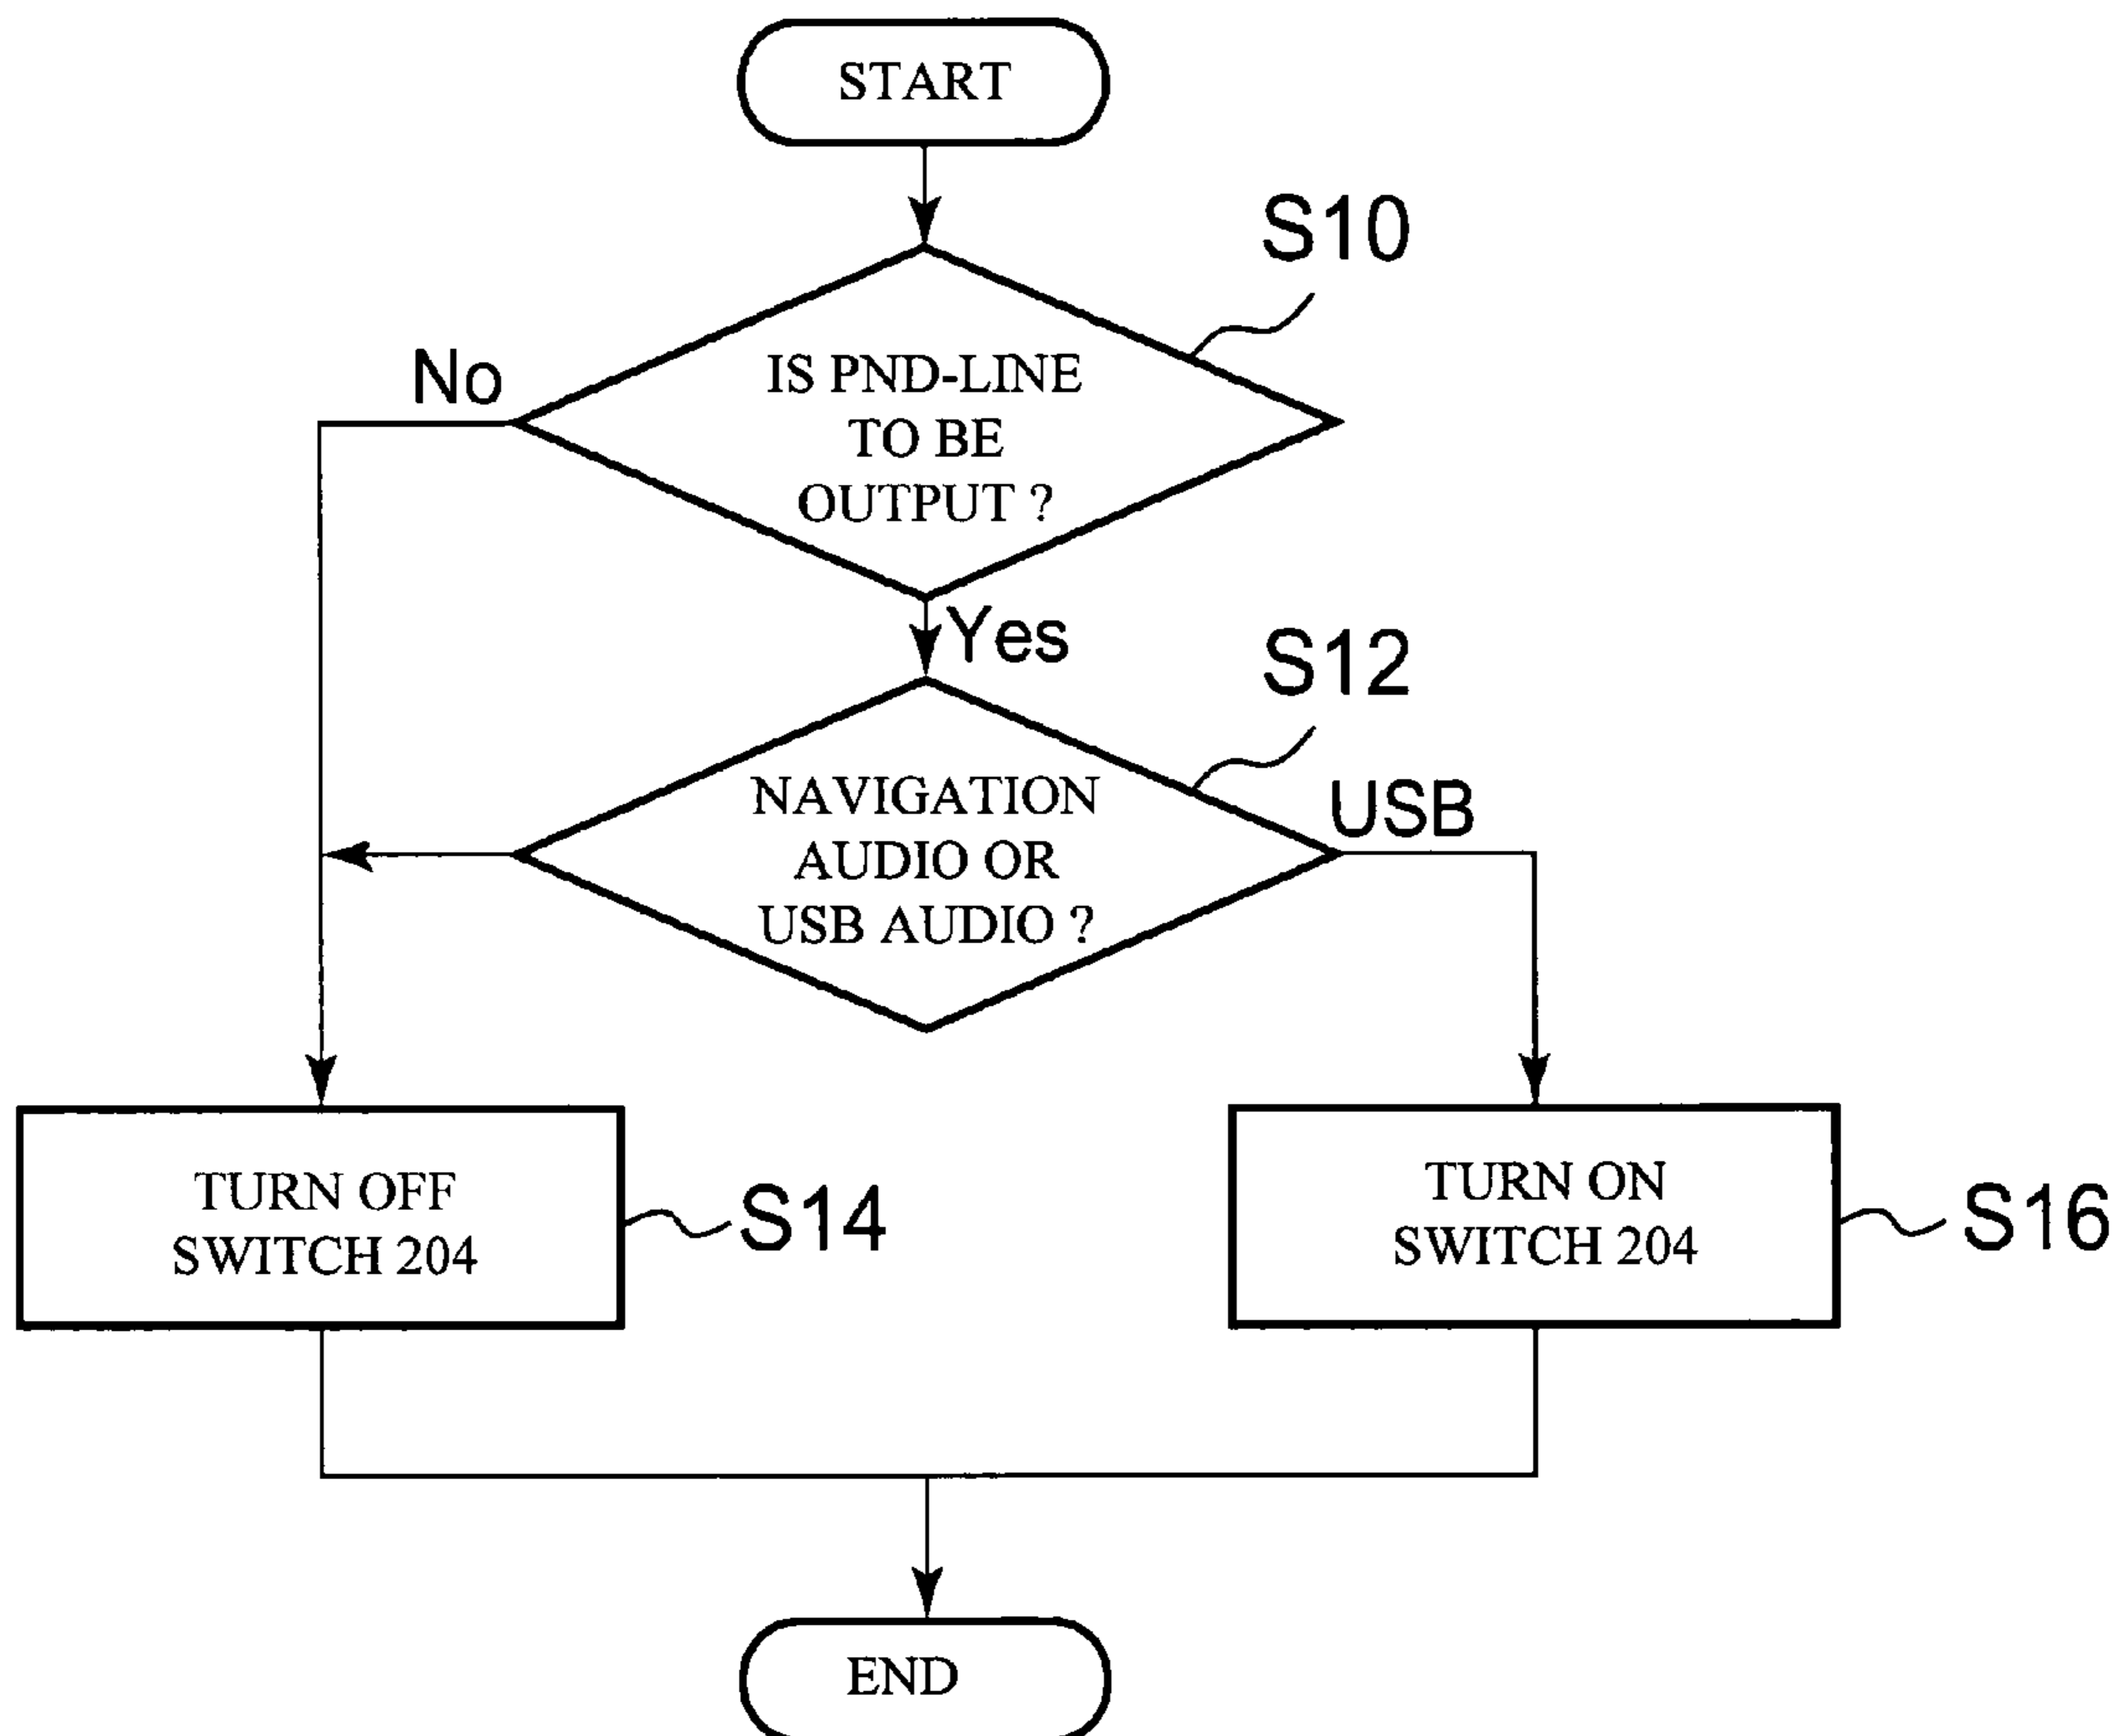 START
S10
No
IS PND-LINE
TO BE
OUTPUT ?
Yes
S12
NAVIGATION
AUDIO OR
USB AUDIO ?
USB
TURN OFF
SWITCH 204
S14
TURN ON
SWITCH 204
S16
END